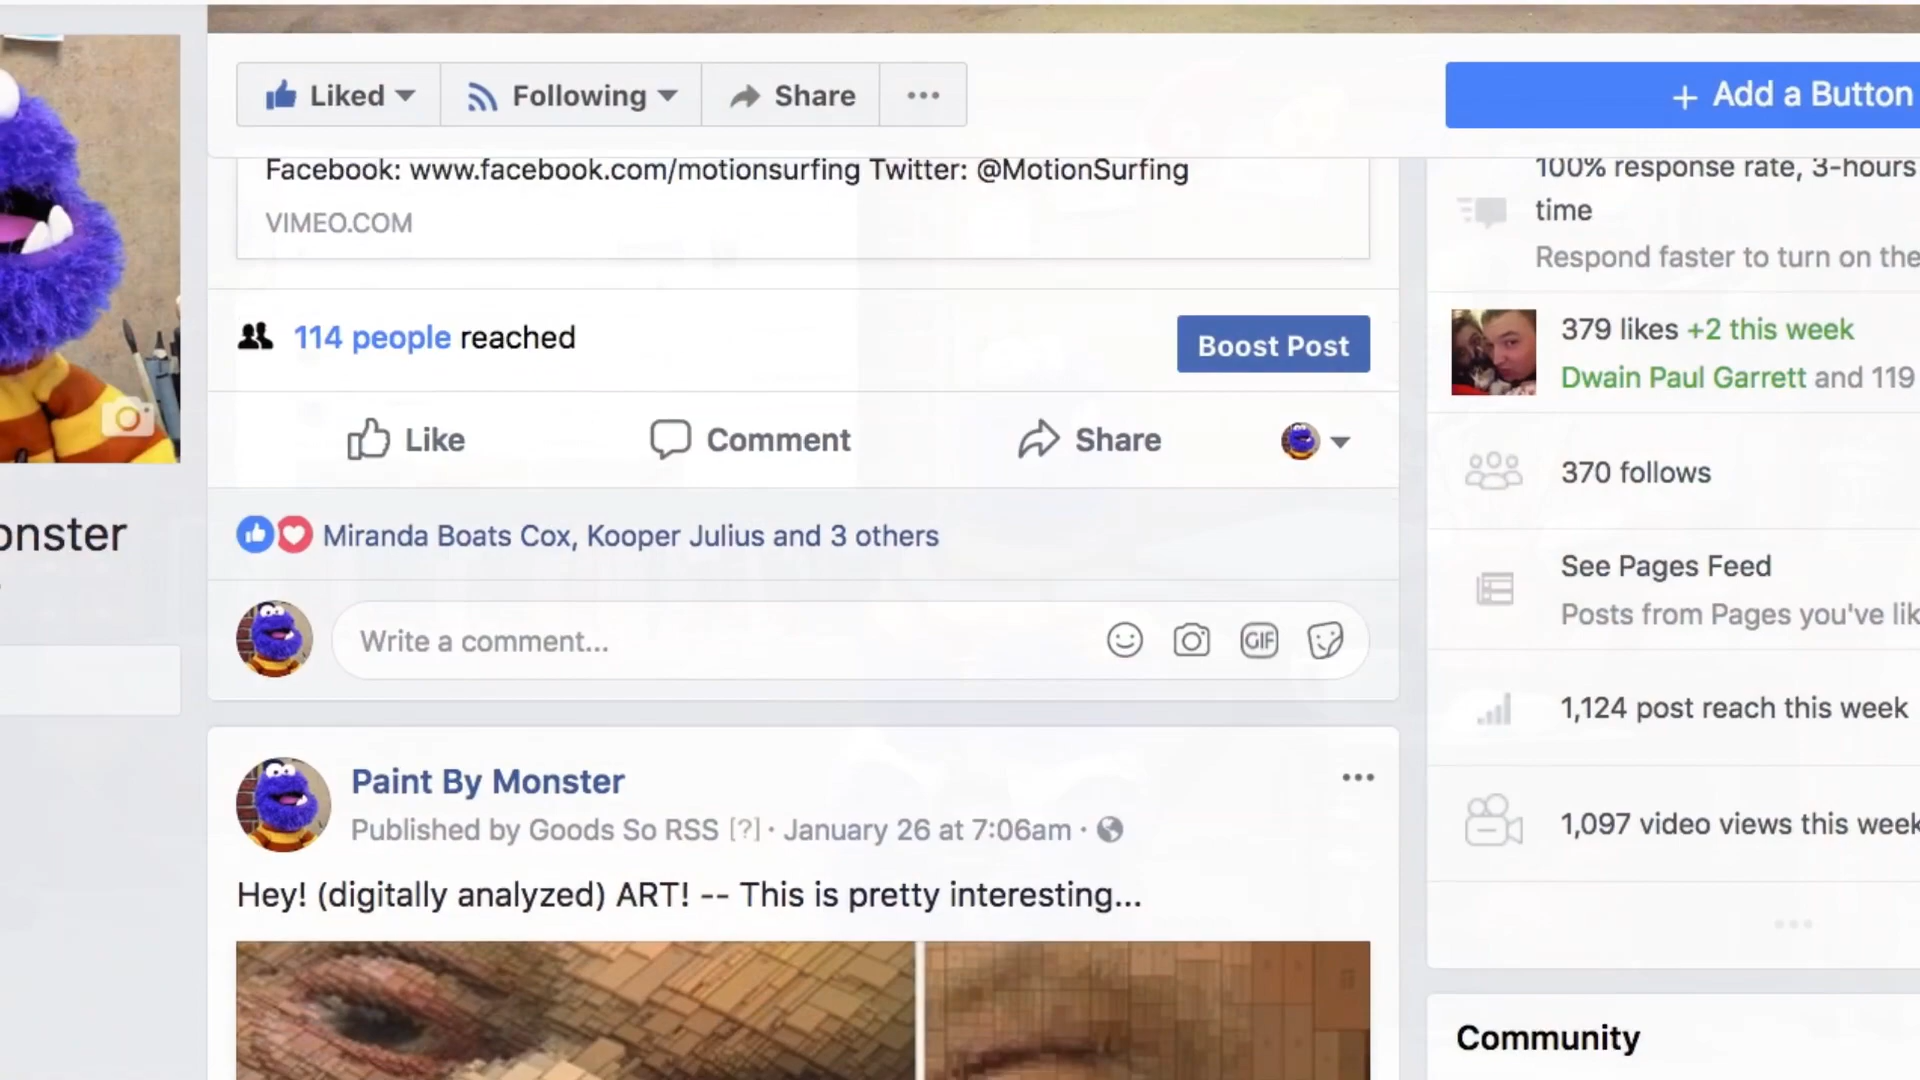 Liked Following Share
+ Add a Button
Facebook: www.facebook.com/motionsurfing Twitter: @MotionSurfing
VIMEO.COM
114 people reached
Boost Post
Like Comment Share
Miranda Boats Cox, Kooper Julius and 3 others
Write a comment...
GIF
Paint By Monster
Published by Goods So RSS [?] · January 26 at 7:06am ·
Hey! (digitally analyzed) ART! -- This is pretty interesting...
onster
100% response rate, 3-hours
time
Respond faster to turn on the
379 likes +2 this week
Dwain Paul Garrett and 119
370 follows
See Pages Feed
Posts from Pages you've lik
1,124 post reach this week
1,097 video views this week
Community